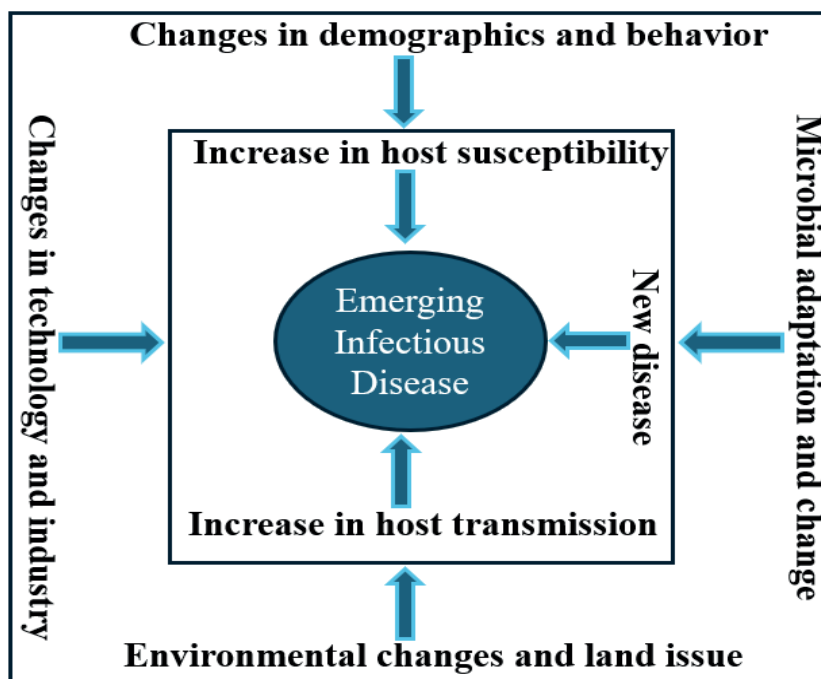 Changes in demographics and behavior
Changes in technology and industry
Increase in host susceptibility
Emerging
Infectious
Disease
New disease
Microbial adaptation and change
Increase in host transmission
Environmental changes and land issue